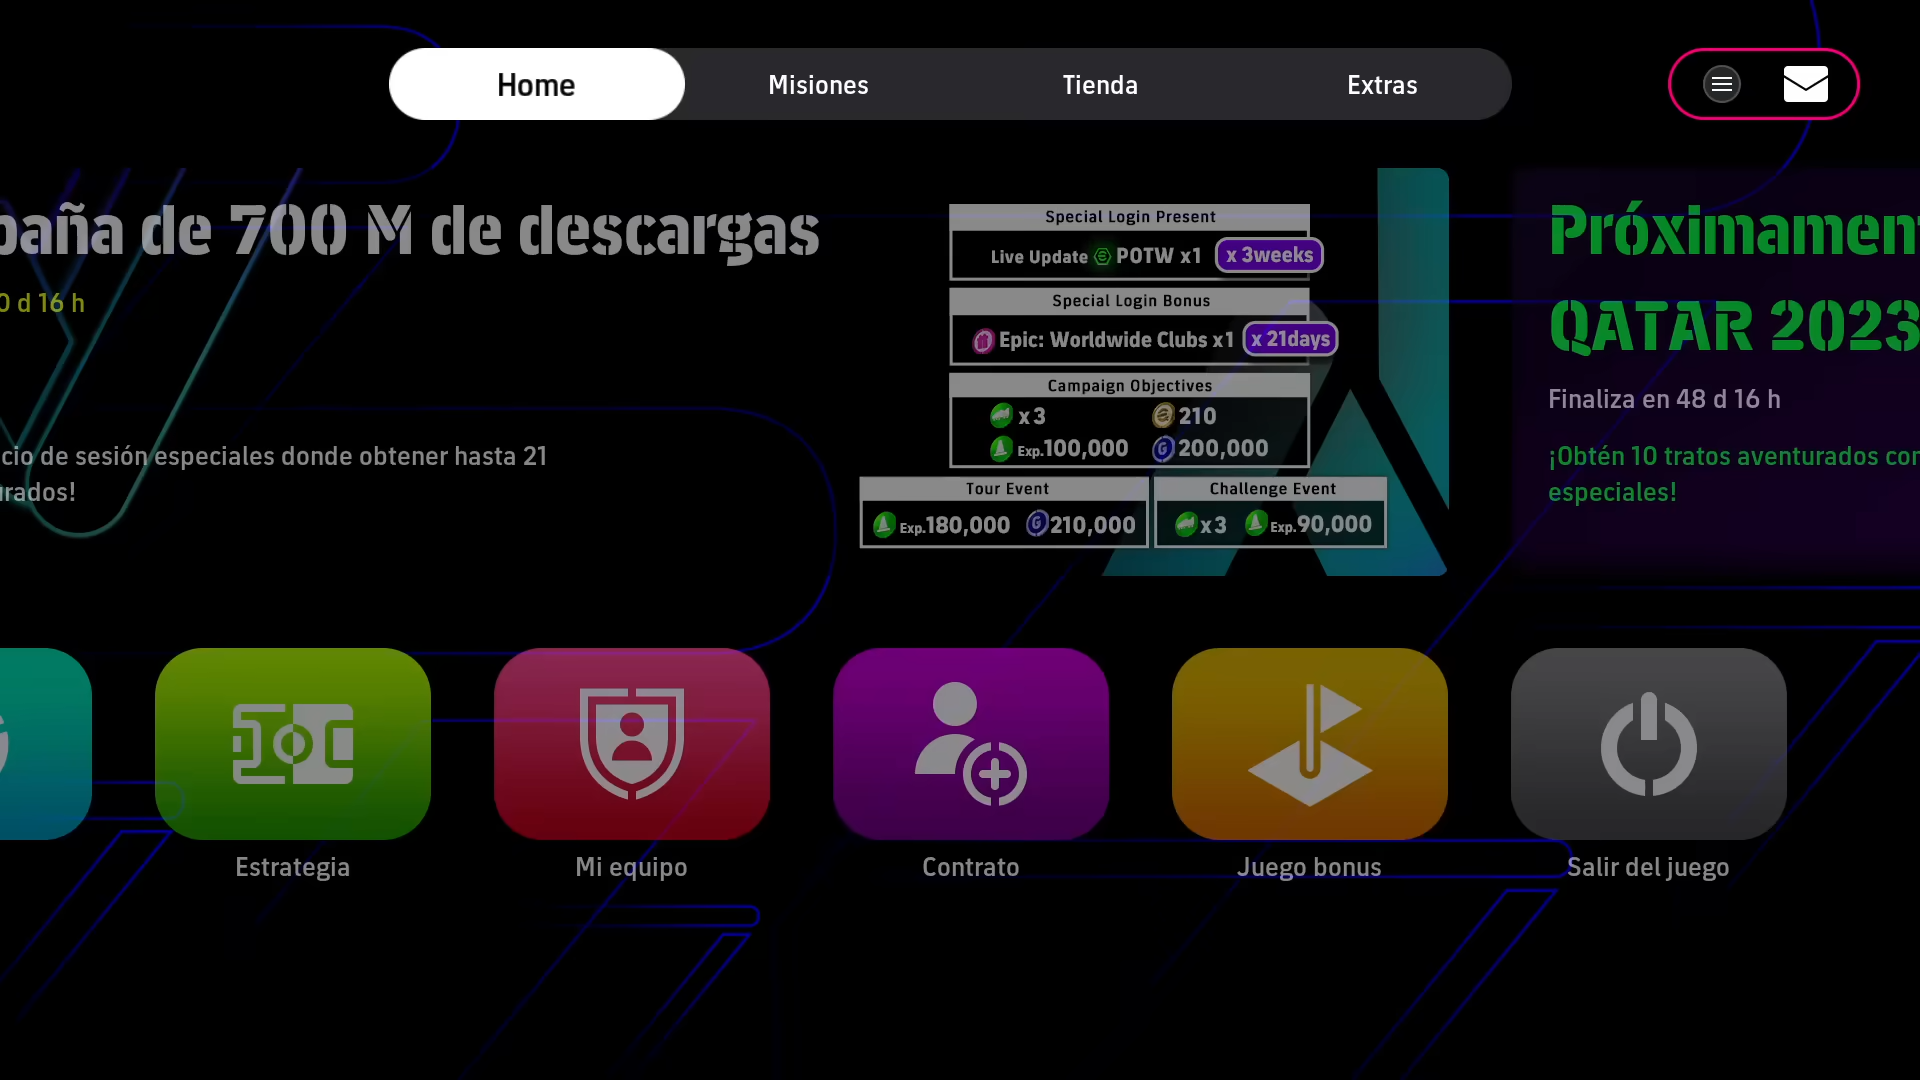 Home
Misiones
Tienda
Extras
paña de 700 M de descargas
0 d 16 h
cio de sesión especiales donde obtener hasta 21
urados!
Special Login Present
Live Update POTW x1 x 3weeks
Special Login Bonus
Epic: Worldwide Clubs x1 x 21days
Campaign Objectives
x3 210
Exp.100,000 200,000
Tour Event
Exp.180,000 210,000
Challenge Event
x3 Exp.90,000
Próximament
QATAR 2023
Finaliza en 48 d 16 h
¡Obtén 10 tratos aventurados con
especiales!
Estrategia
Mi equipo
Contrato
Juego bonus
Salir del juego